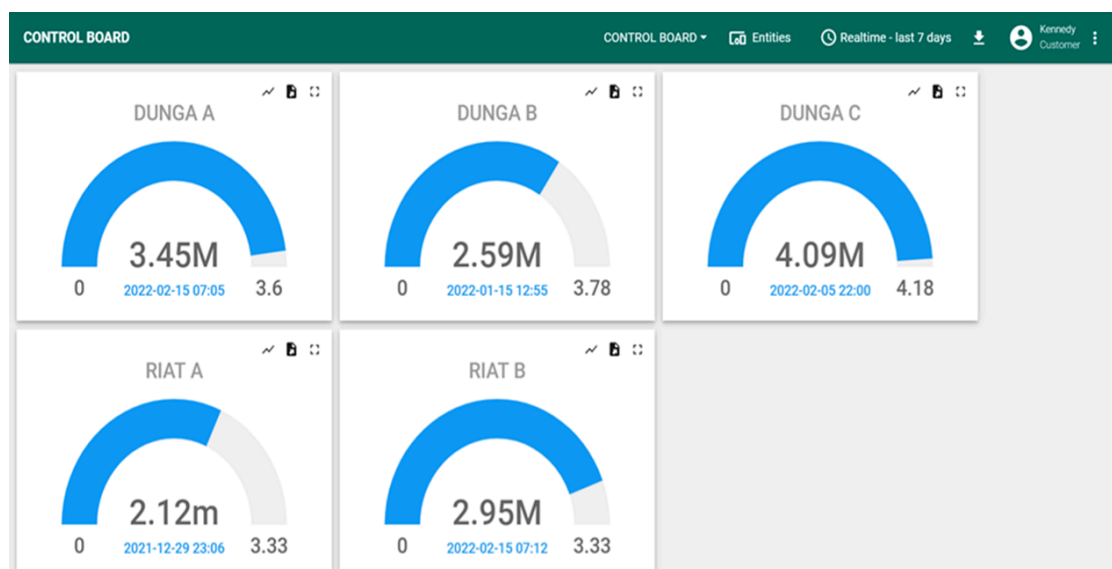 CONTROL BOARD
CONTROL BOARD
Entities
Realtime - last 7 days
Kennedy
Customer
DUNGA A
3.45M
0
2022-02-15 07:05
3.6
DUNGA B
2.59M
0
2022-01-15 12:55
3.78
DUNGA C
4.09M
0
2022-02-05 22:00
4.18
RIAT A
2.12m
0
2021-12-29 23:06
3.33
RIAT B
2.95M
0
2022-02-15 07:12
3.33